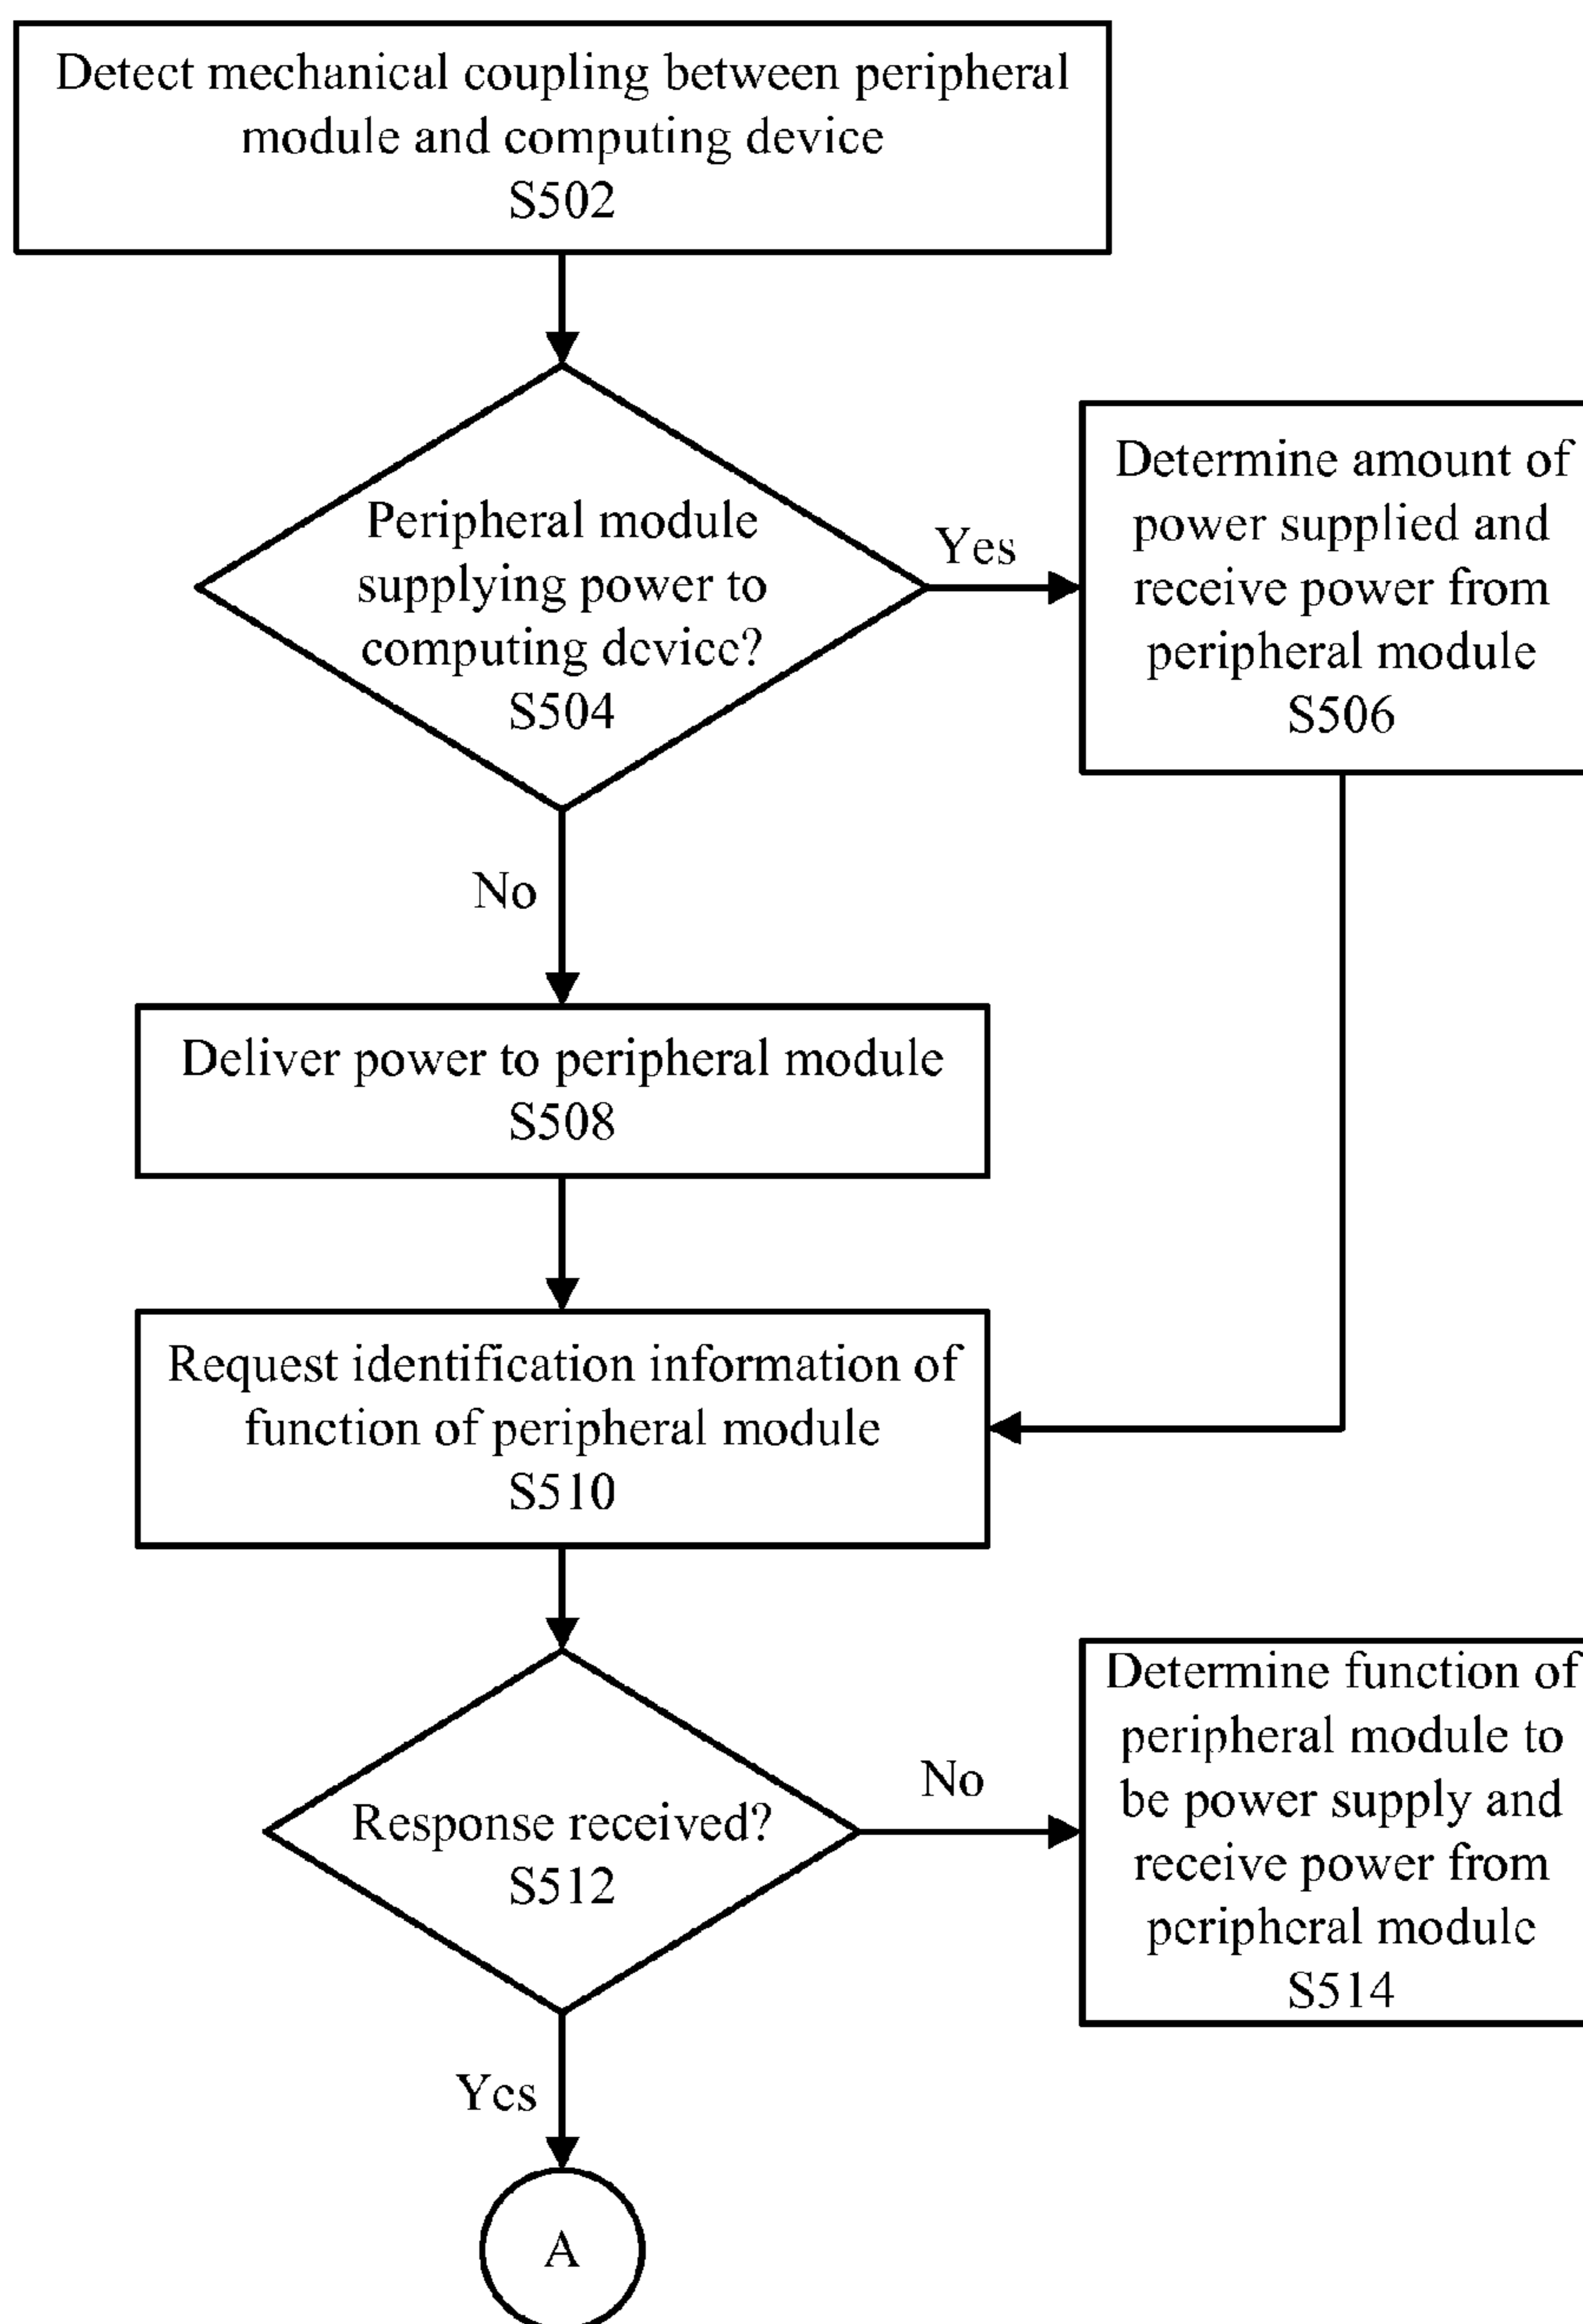 Detect mechanical coupling between peripheral
module and computing device
S502
Peripheral module
supplying power to
computing device?
S504
Yes
Determine amount of
power supplied and
receive power from
peripheral module
S506
No
Deliver power to peripheral module
S508
Request identification information of
function of peripheral module
S510
Response received?
S512
No
Determine function of
peripheral module to
be power supply and
receive power from
peripheral module
S514
Yes
A